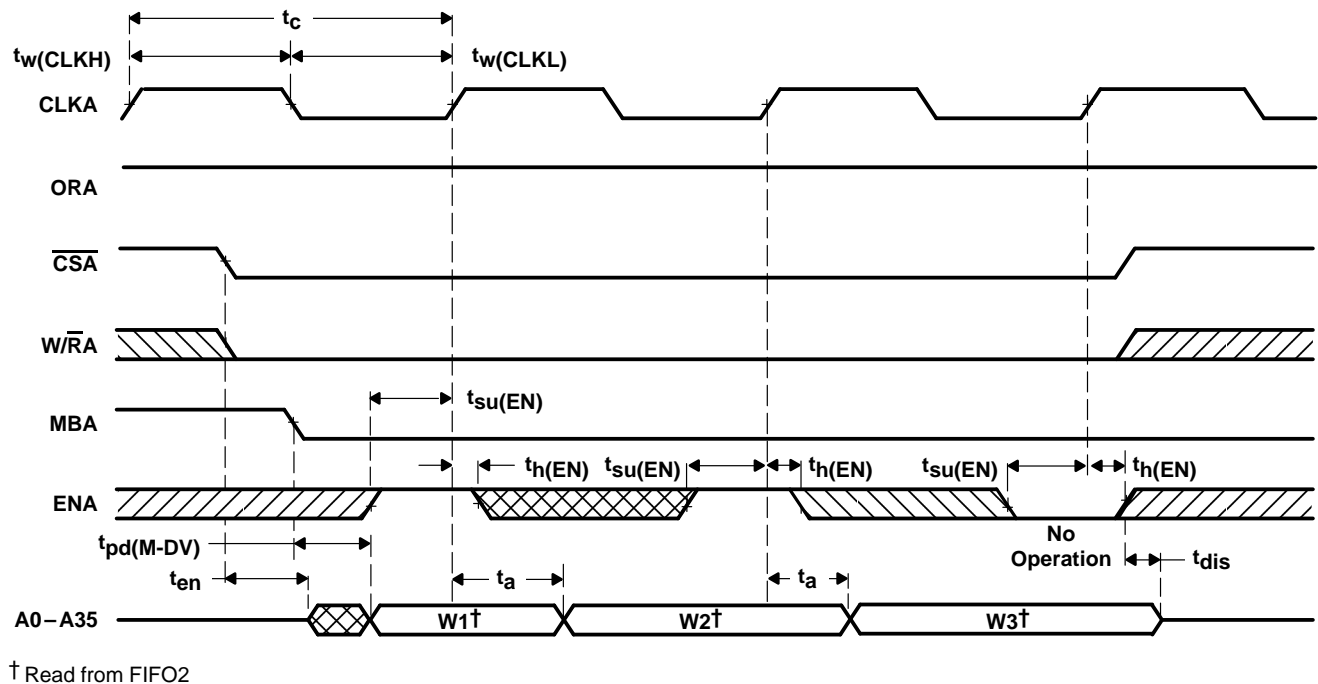 tc
tw(CLKH)
tw(CLKL)
CLKA
ORA
CSA
W/RA
tsu(EN)
MBA
th(EN)
tsu(EN)
th(EN)
tsu(EN)
th(EN)
ENA
No
Operation
tpd(M-DV)
tdis
ten
ta
ta
A0–A35
W1†
W2†
W3†
† Read from FIFO2